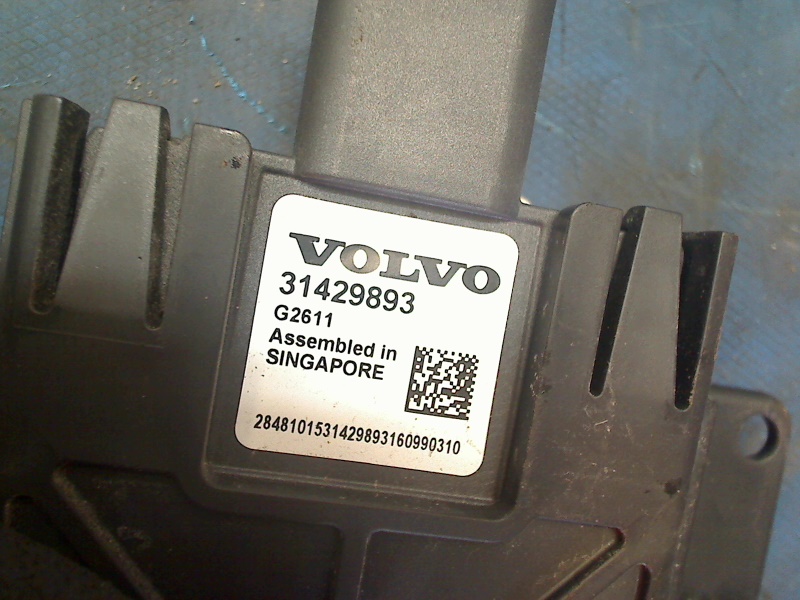 VOLVO
31429893
G2611
Assembled in
SINGAPORE
2848101531429893160990310